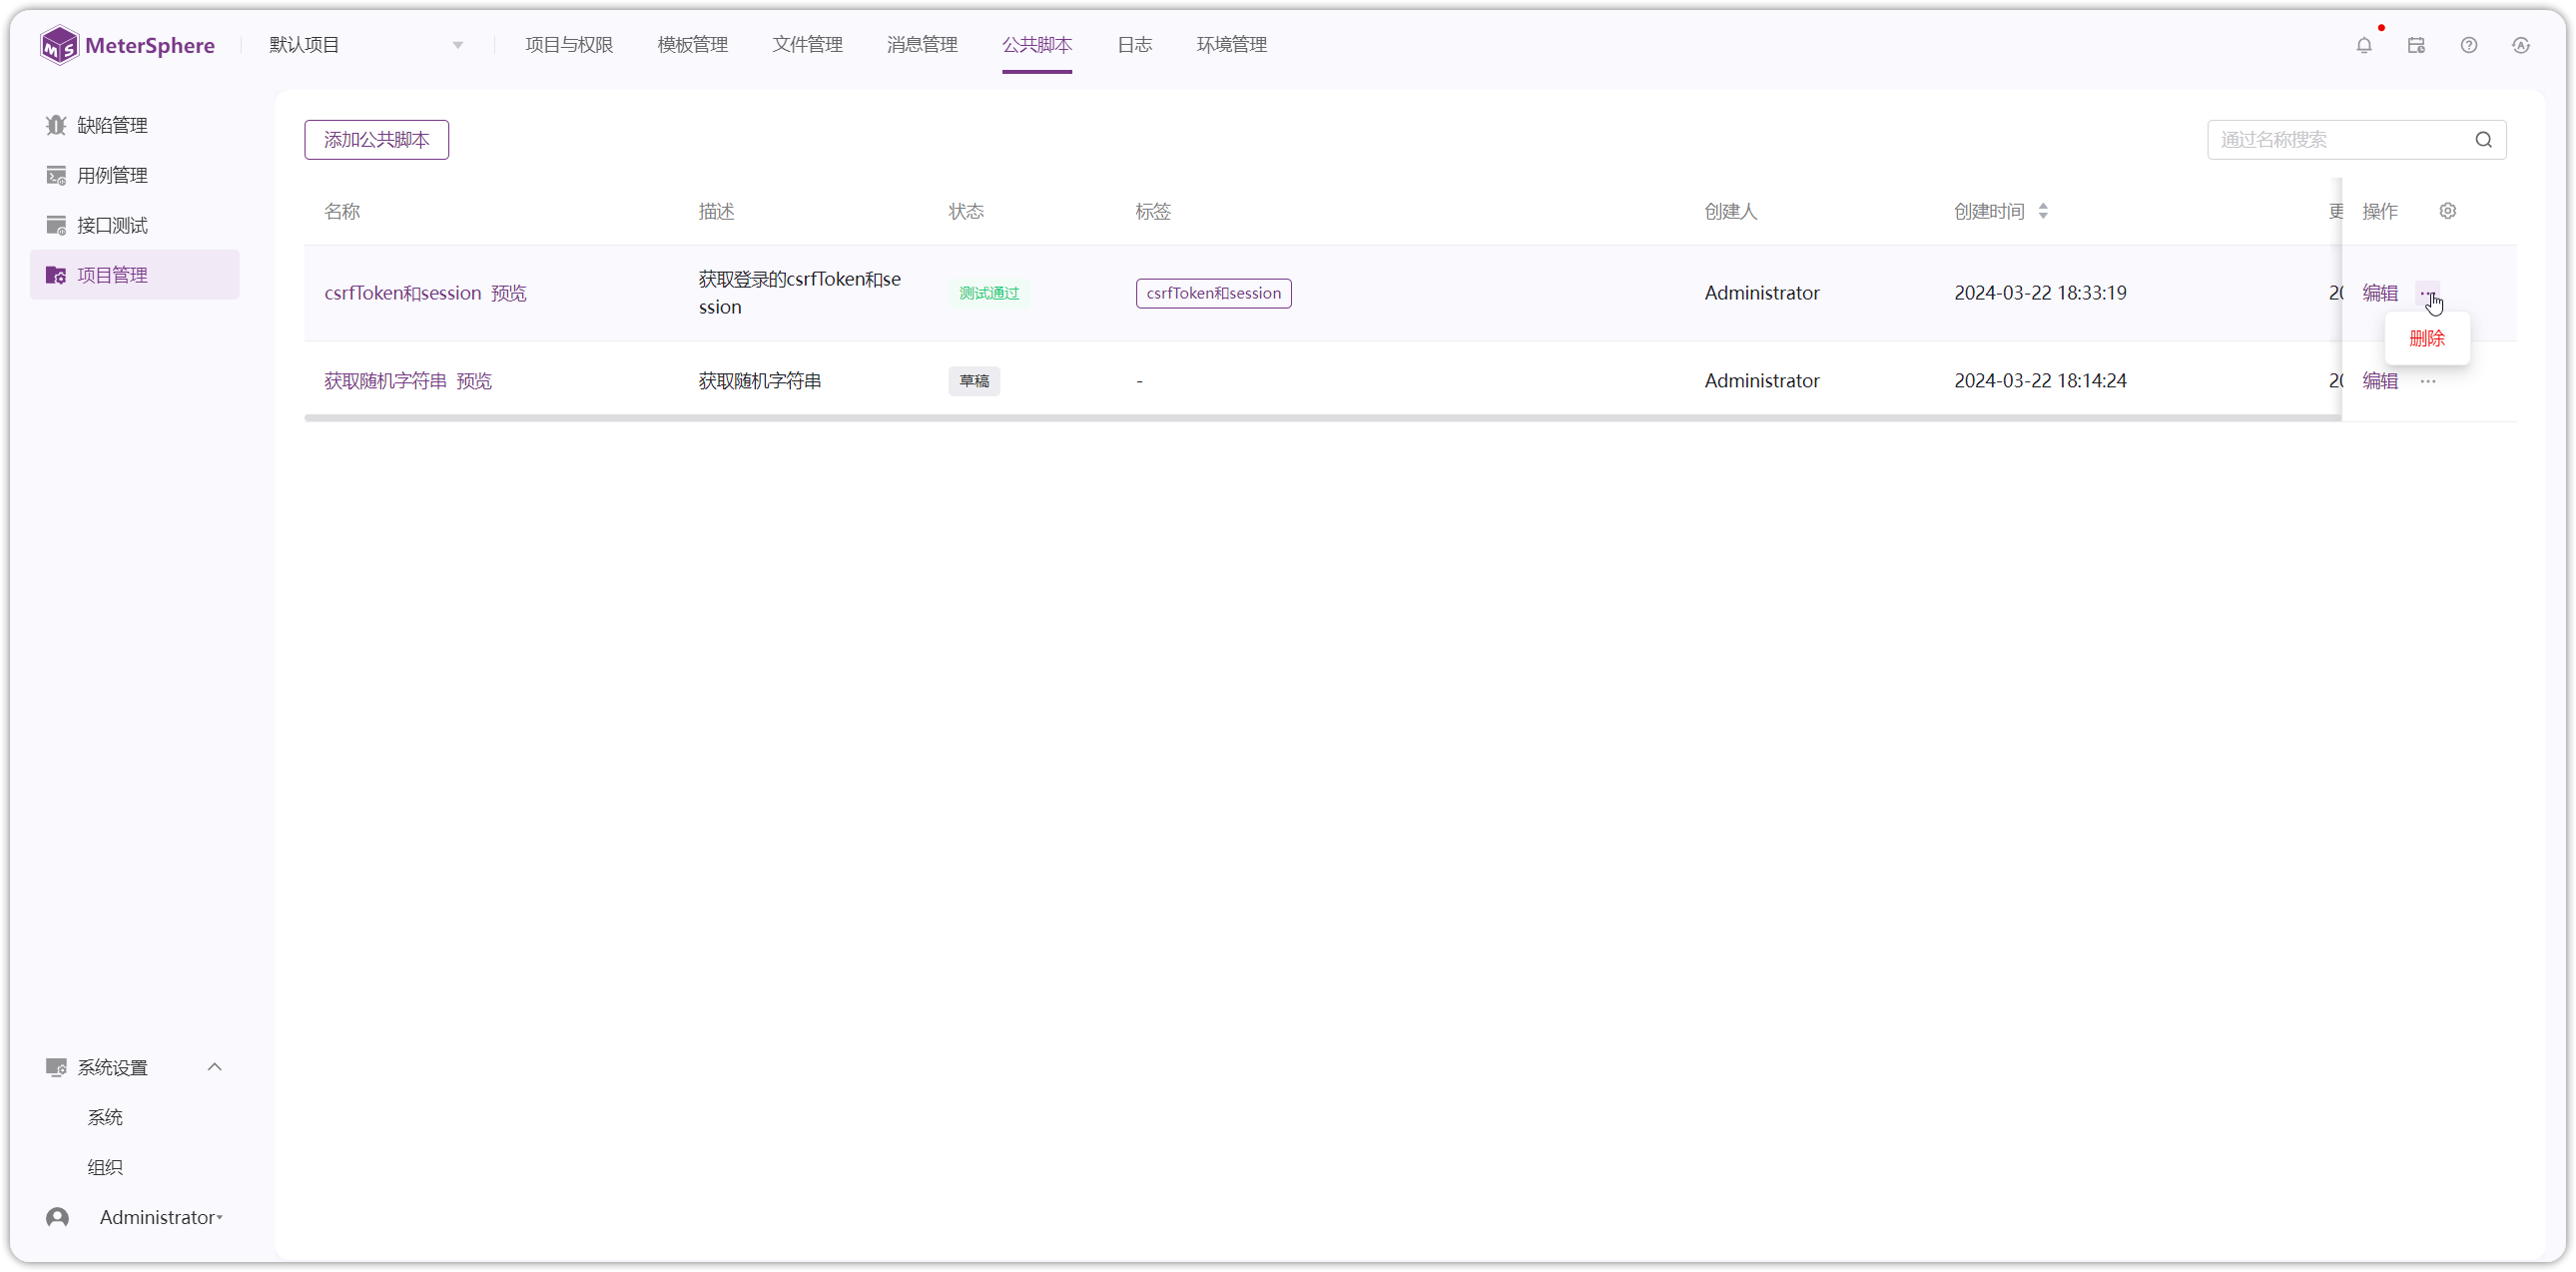 MeterSphere
默认项目
项目与权限
模板管理
文件管理
消息管理
公共脚本
日志
环境管理
缺陷管理
用例管理
接口测试
项目管理
添加公共脚本
通过名称搜索
名称
描述
状态
标签
创建人
创建时间
更
操作
csrfToken和session 预览
获取登录的csrfToken和se
ssion
测试通过
csrfToken和session
Administrator
2024-03-22 18:33:19
20
编辑
删除
获取随机字符串 预览
获取随机字符串
草稿
-
Administrator
2024-03-22 18:14:24
20
编辑
系统设置
系统
组织
Administrator